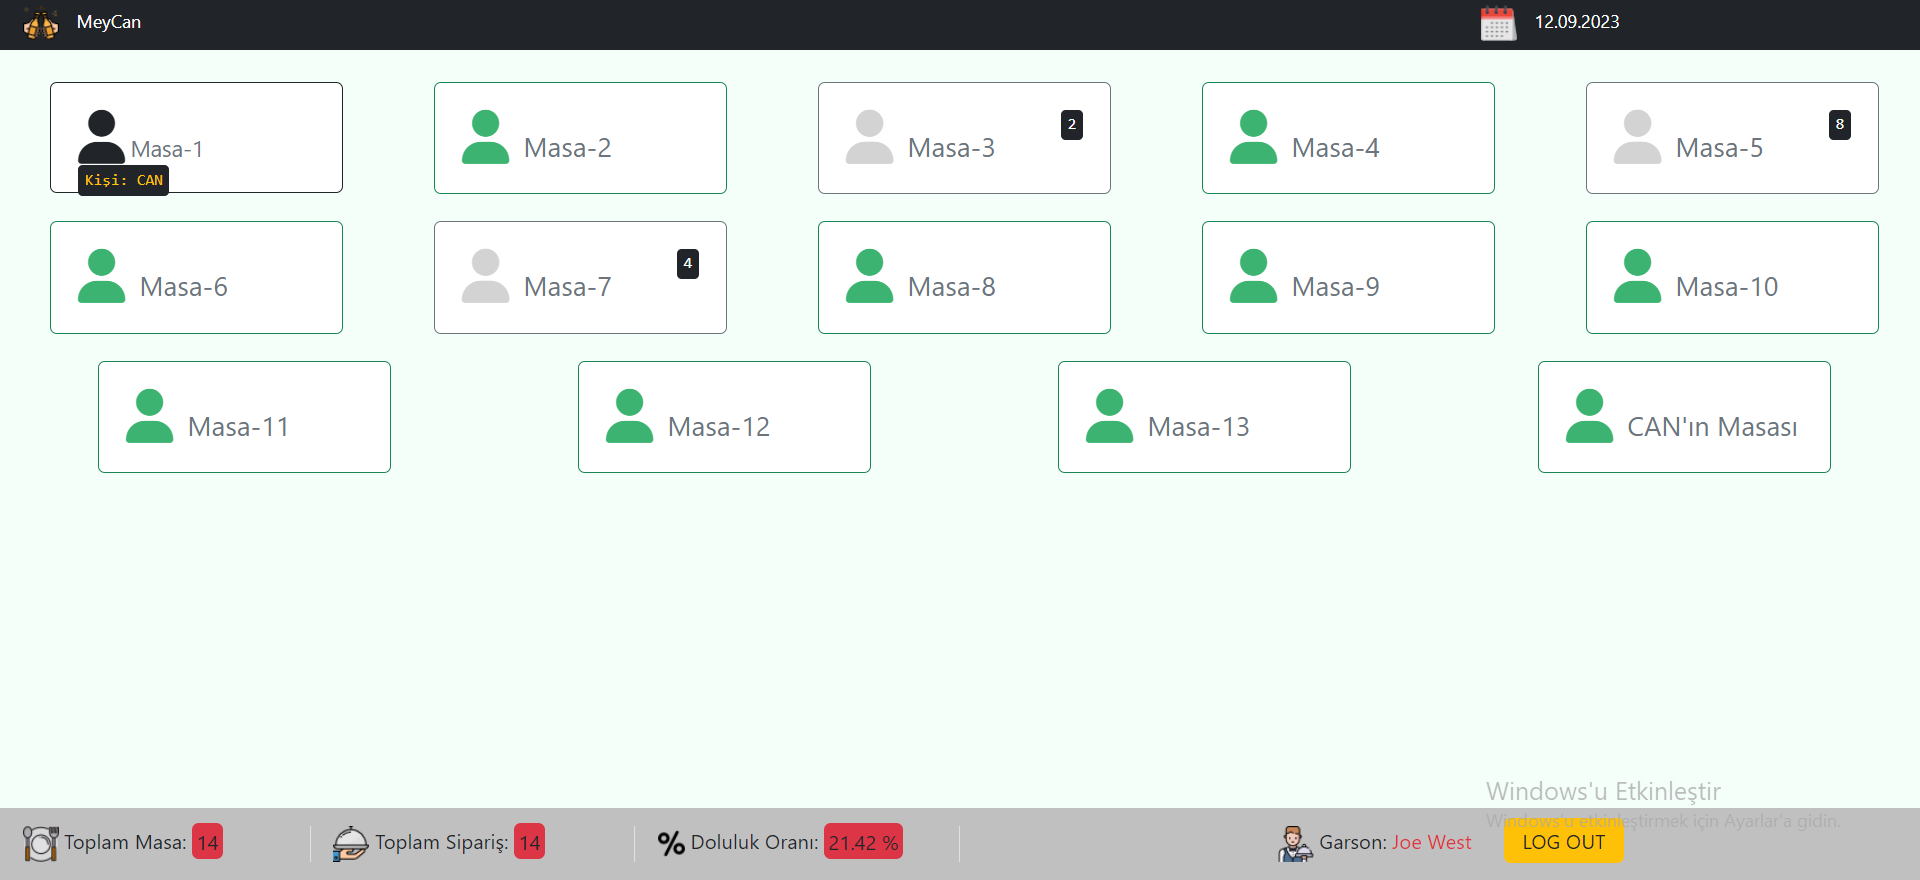 MeyCan
12.09.2023
Masa-1
Kişi: CAN
Masa-2
Masa-3
2
Masa-4
Masa-5
8
Masa-6
Masa-7
4
Masa-8
Masa-9
Masa-10
Masa-11
Masa-12
Masa-13
CAN'ın Masası
Windows'u Etkinleştir
Windows'u etkinleştirmek için Ayarlar'a gidin.
Toplam Masa: 14
Toplam Sipariş: 14
% Doluluk Oranı: 21.42 %
Garson: Joe West
LOG OUT